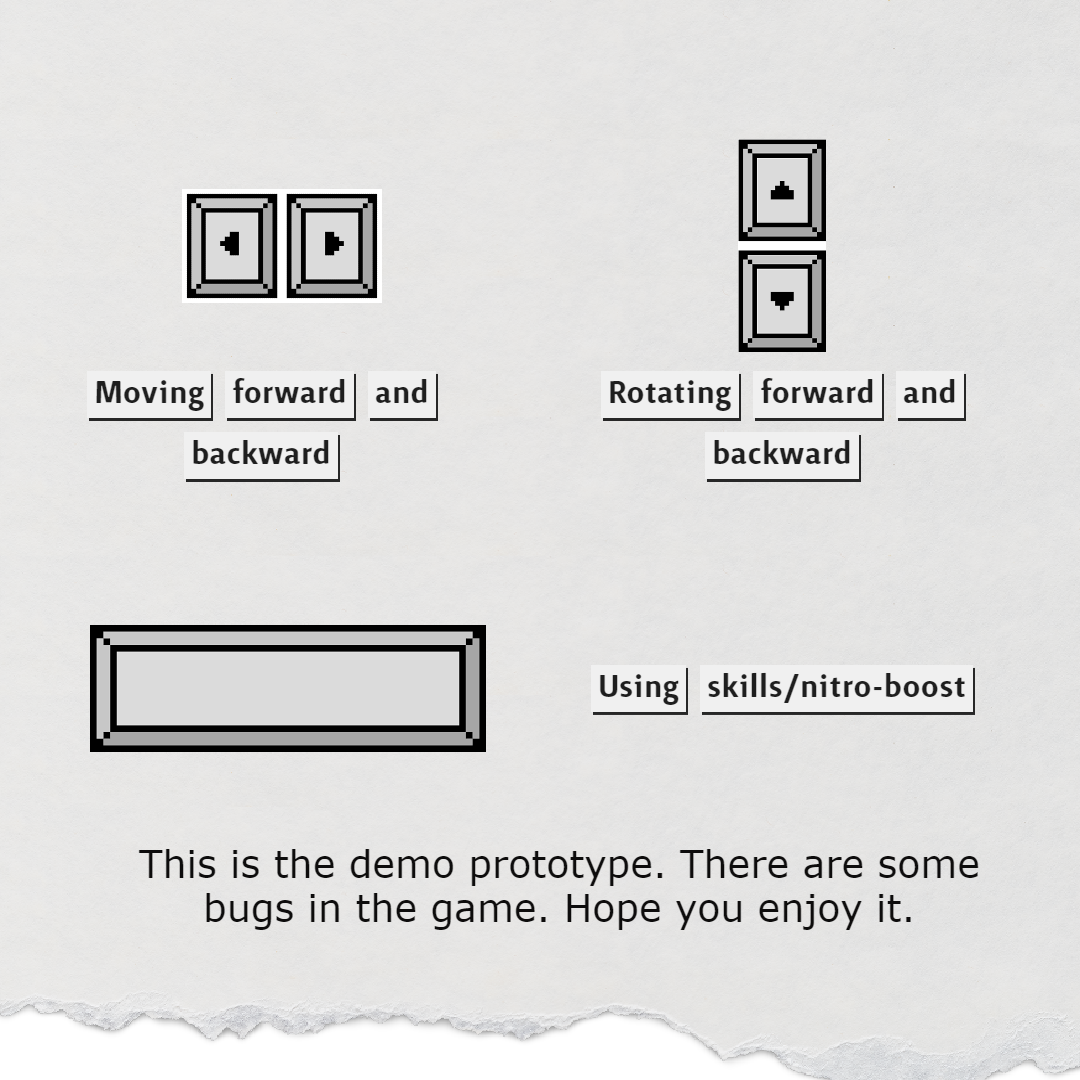 Moving forward and
backward
Rotating forward and
backward
Using skills/nitro-boost
This is the demo prototype. There are some
bugs in the game. Hope you enjoy it.